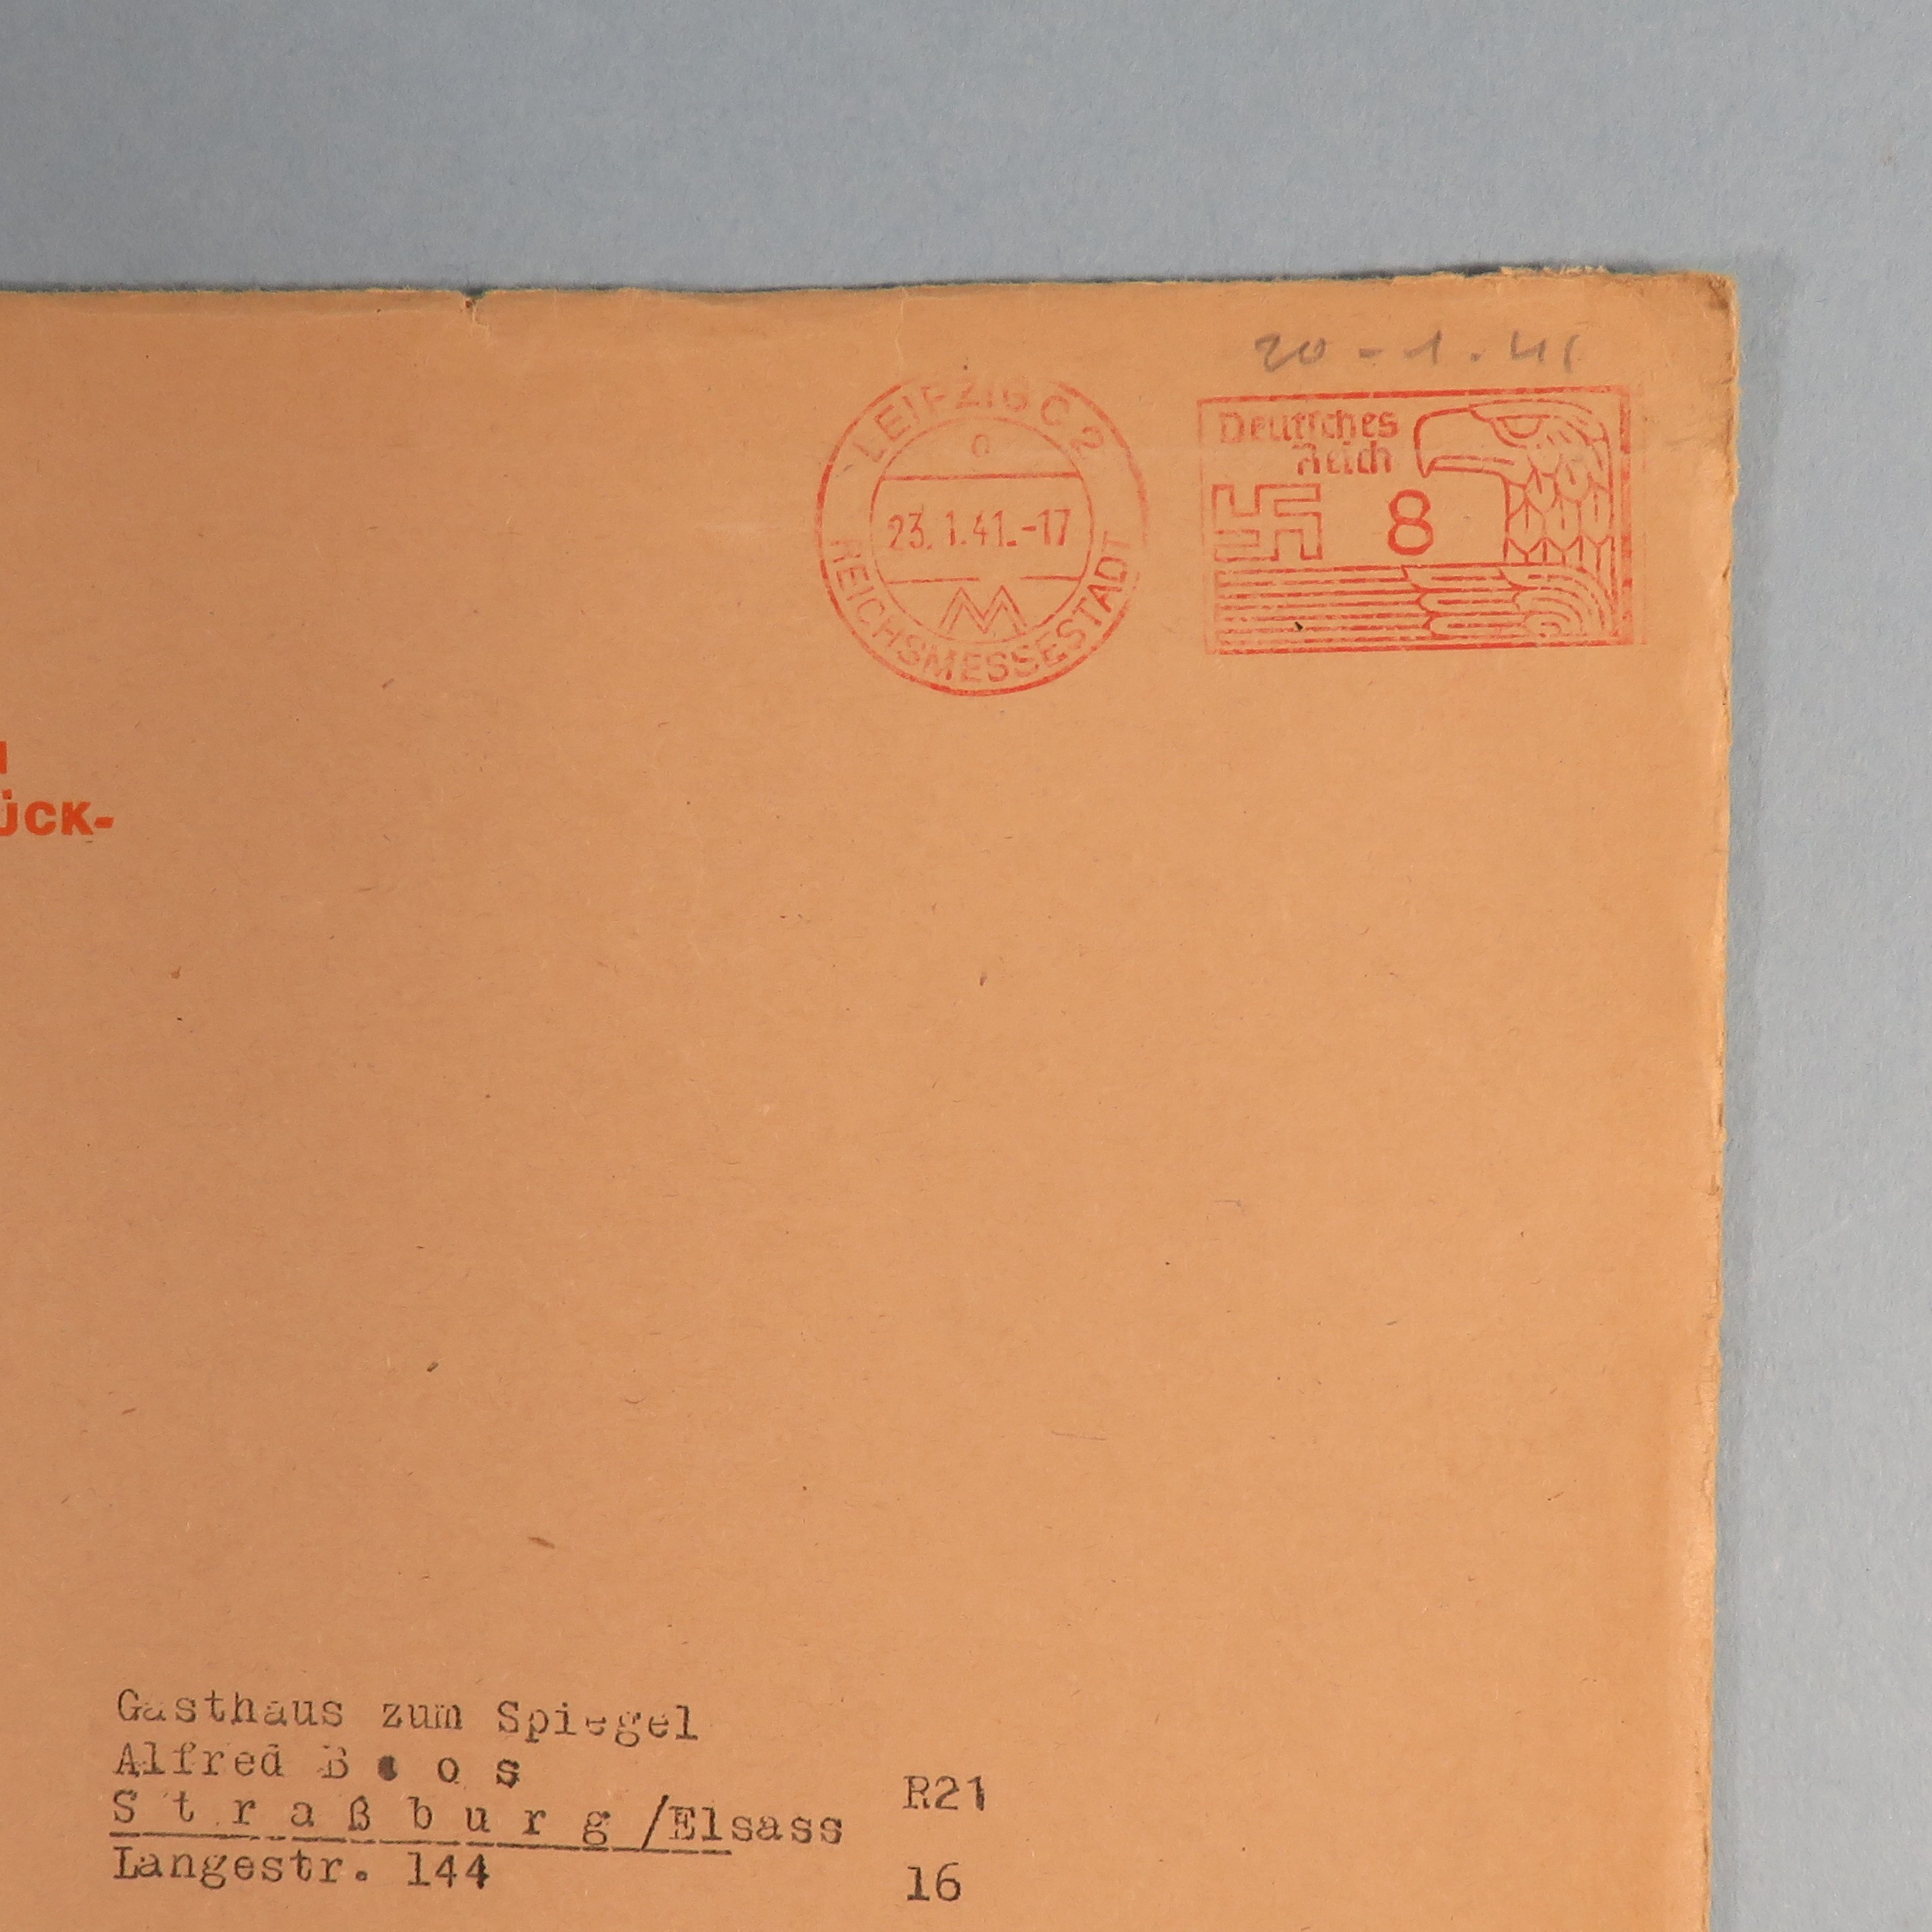 20-1.41
LEIPZIG C 2
e
23.1.41.-17
REICHSMESSESTADT
Deutsches
Reich
8
ÜCK-
Gasthaus zum Spiegel
Alfred B o o s
R21
S t r a ß b u r g /Elsass
Langestr. 144
16